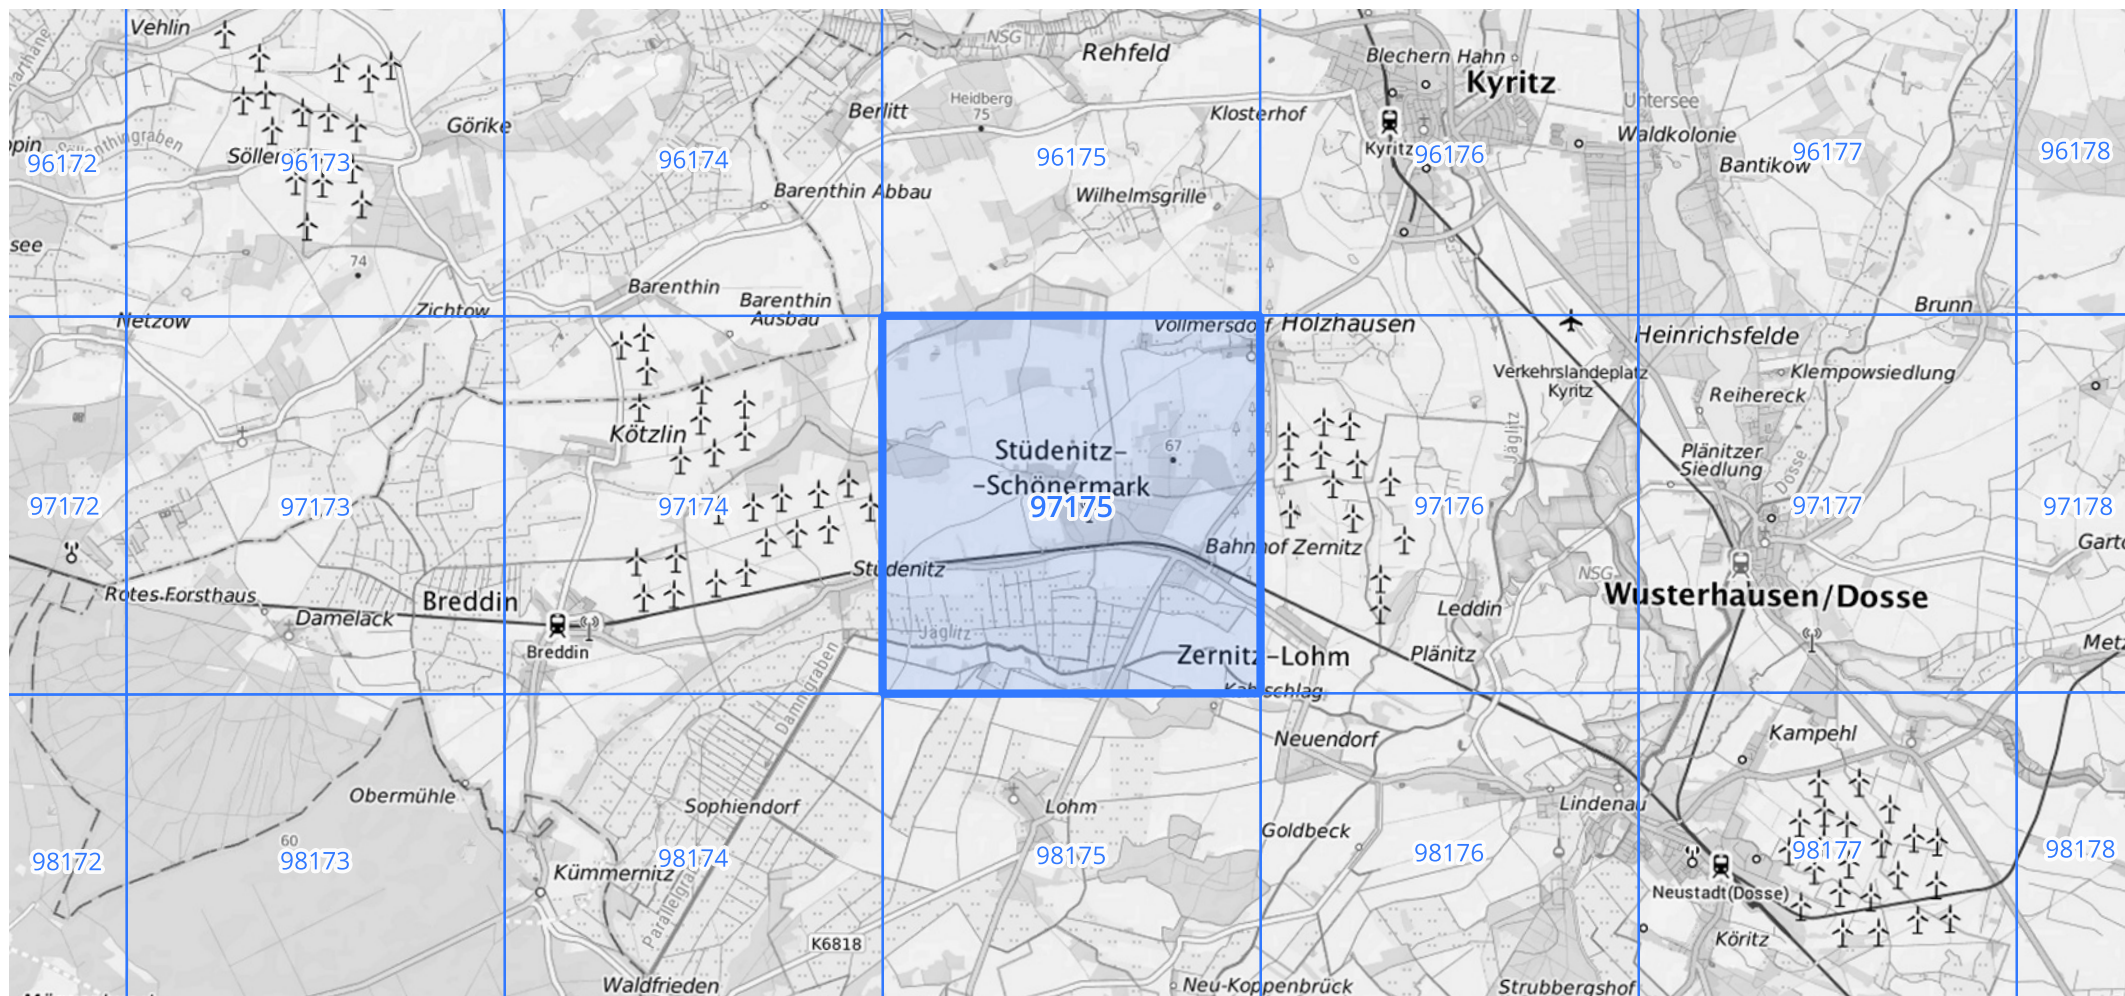 Vehlin
NSG
Rehfeld
Blechern Hahn
Kyritz
Görike
Berlitt
Heidberg
75
Klosterhof
Untersee
Waldkolonie
Bantikow
Kyritz
96172
96173
96174
96175
96176
96177
96178
Barenthin Abbau
Wilhelmsgrille
see
74
Zichtow
Barenthin
Barenthin
Ausbau
Brunn
Netzow
Vollmersdorf
Holzhausen
Heinrichsfelde
Verkehrslandeplatz
Kyritz
Klempowsiedlung
Reihereck
Kötzlin
Jäglitz
67
Stüdenitz-
-Schönermark
Plänitzer
Siedlung
Dosse
97172
97173
97174
97175
97176
97177
97178
Bahnhof Zernitz
Stüdenitz
NSG
Rotes Forsthaus
Breddin
Wusterhausen/Dosse
Damelack
Leddin
Jäglitz
Breddin
Zernitz-Lohm
Plänitz
Dammgraben
Kampehl
Neuendorf
Obermühle
Sophiendorf
Lohm
Lindenau
Goldbeck
60
98172
98173
98174
98175
98176
98177
98178
Kümmernitz
Neustadt(Dosse)
K6818
Köritz
Waldfrieden
Neu-Koppenbrück
Strubbergshof